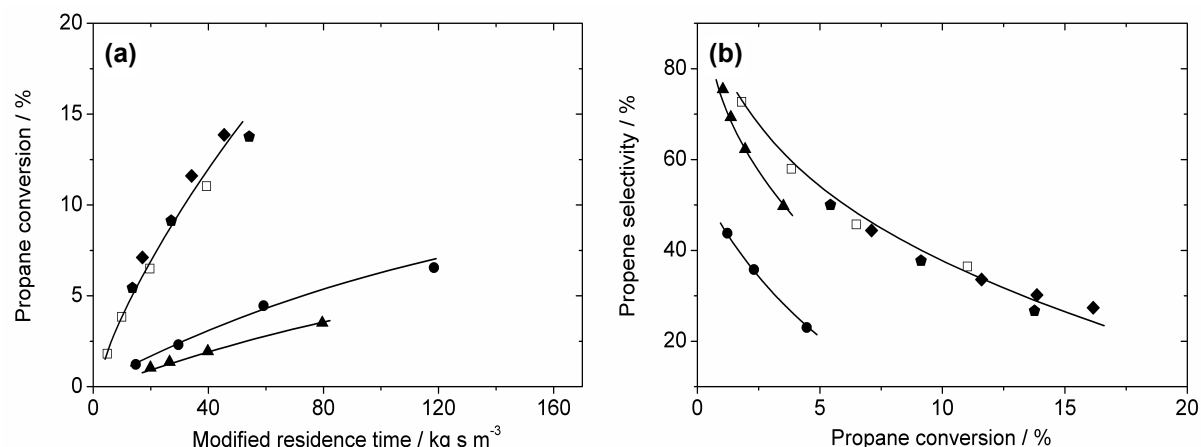 (a)
Propane conversion / %
20
15
10
5
0
0 40 80 120 160
Modified residence time / kg s m-3
(b)
Propene selectivity / %
80
60
40
20
0 5 10 15 20
Propane conversion / %